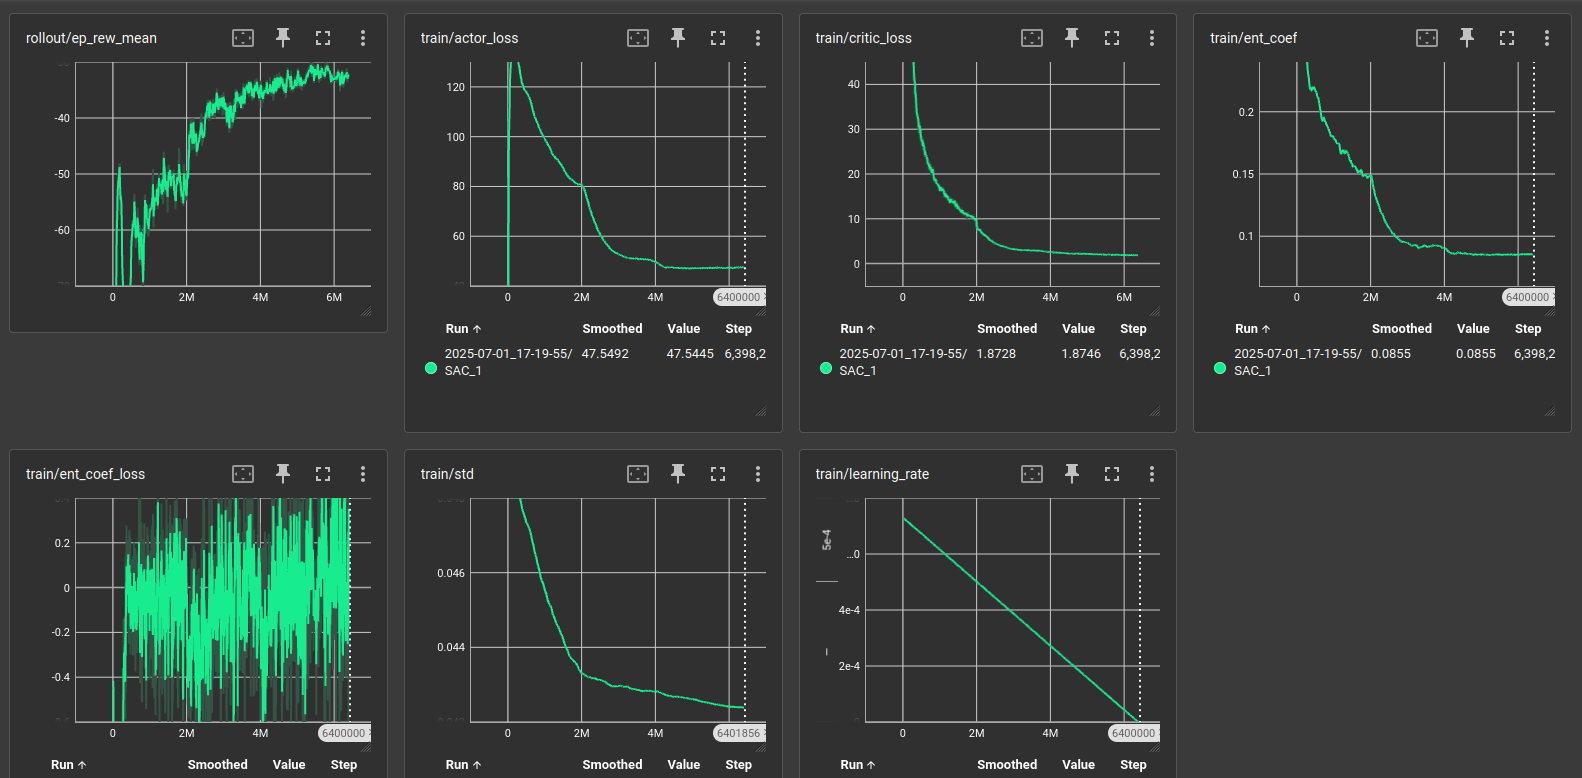 rollout/ep_rew_mean
-40
-50
-60
0 2M 4M 6M
train/actor_loss
120
100
80
60
0 2M 4M 6400000
Run ↑ Smoothed Value Step
2025-07-01_17-19-55/ 47.5492 47.5445 6,398,2
SAC_1
train/critic_loss
40
30
20
10
0
0 2M 4M 6M
Run ↑ Smoothed Value Step
2025-07-01_17-19-55/ 1.8728 1.8746 6,398,2
SAC_1
train/ent_coef
0.2
0.15
0.1
0 2M 4M 6400000
Run ↑ Smoothed Value Step
2025-07-01_17-19-55/ 0.0855 0.0855 6,398,2
SAC_1
train/ent_coef_loss
0.2
0
-0.2
-0.4
0 2M 4M 6400000
Run ↑ Smoothed Value Step
train/std
0.046
0.044
0 2M 4M 6401856
Run ↑ Smoothed Value Step
train/learning_rate
5e-4
...0
4e-4
2e-4
0 2M 4M 6400000
Run ↑ Smoothed Value Step